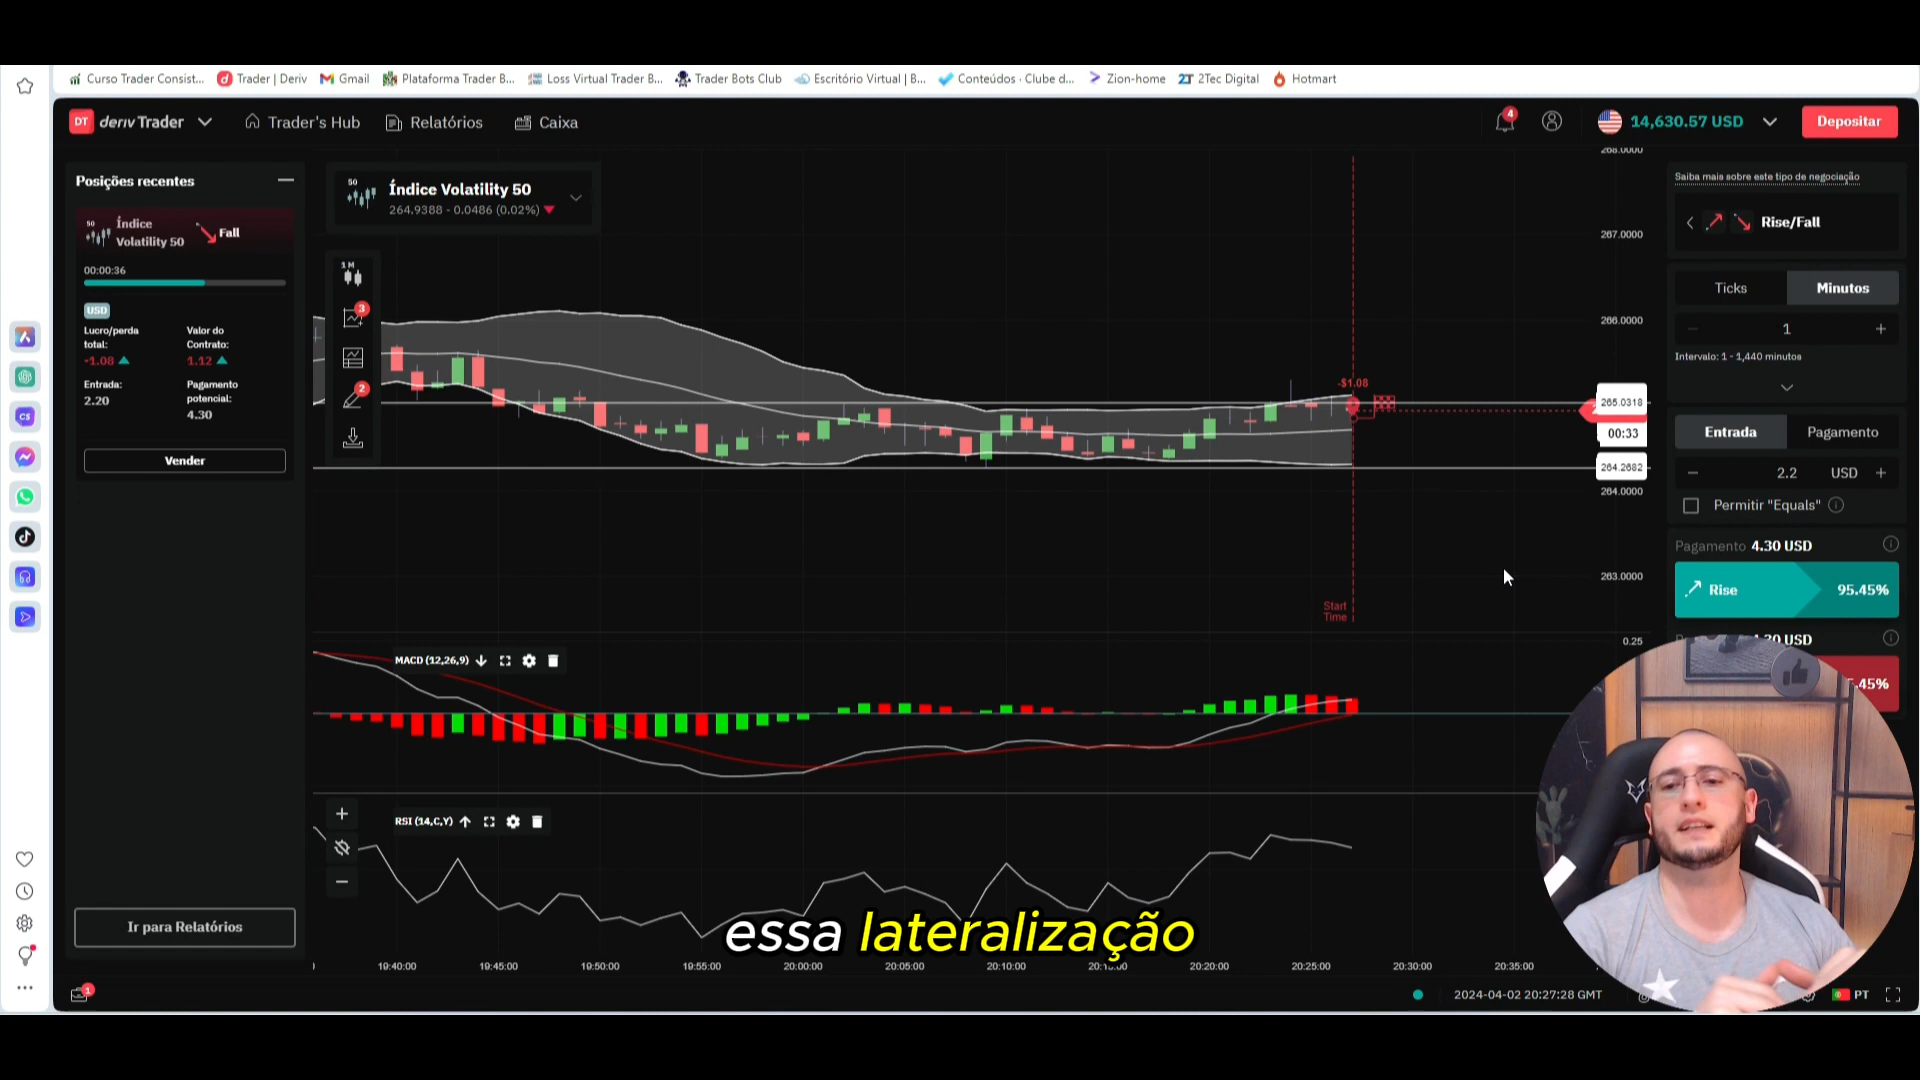 Curso Trader Consist...
Trader | Deriv
Gmail
Plataforma Trader B...
Loss Virtual Trader B...
Trader Bots Club
Escritório Virtual | B...
Conteúdos · Clube d...
Zion-home
2Tec Digital
Hotmart
DT deriv Trader
Trader's Hub
Relatórios
Caixa
4
14,630.57 USD
Depositar
Posições recentes
50
Índice
Volatility 50
Fall
00:00:36
USD
Lucro/perda
total:
-1.08
Valor do
Contrato:
1.12
Entrada:
2.20
Pagamento
potencial:
4.30
Vender
Ir para Relatórios
1
50
Índice Volatility 50
264.9388 - 0.0486 (0.02%)
1M
3
2
-$1.08
Start
Time
268.0000
267.0000
266.0000
265.0318
00:33
264.2682
264.0000
263.0000
0.25
MACD (12,26,9)
RSI (14,C,Y)
essa lateralização
19:40:00
19:45:00
19:50:00
19:55:00
20:00:00
20:05:00
20:10:00
20:15:00
20:20:00
20:25:00
20:30:00
20:35:00
2024-04-02 20:27:28 GMT
PT
Saiba mais sobre este tipo de negociação
Rise/Fall
Ticks
Minutos
1
Intervalo: 1 - 1,440 minutos
Entrada
Pagamento
2.2
USD
Permitir "Equals"
Pagamento 4.30 USD
Rise
95.45%
USD
.45%
CS